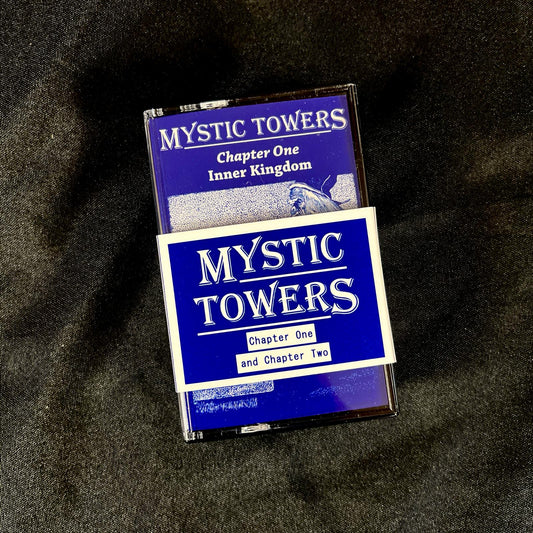 MYSTIC TOWERS
Chapter One
Inner Kingdom
MYSTIC
TOWERS
Chapter One
and Chapter Two